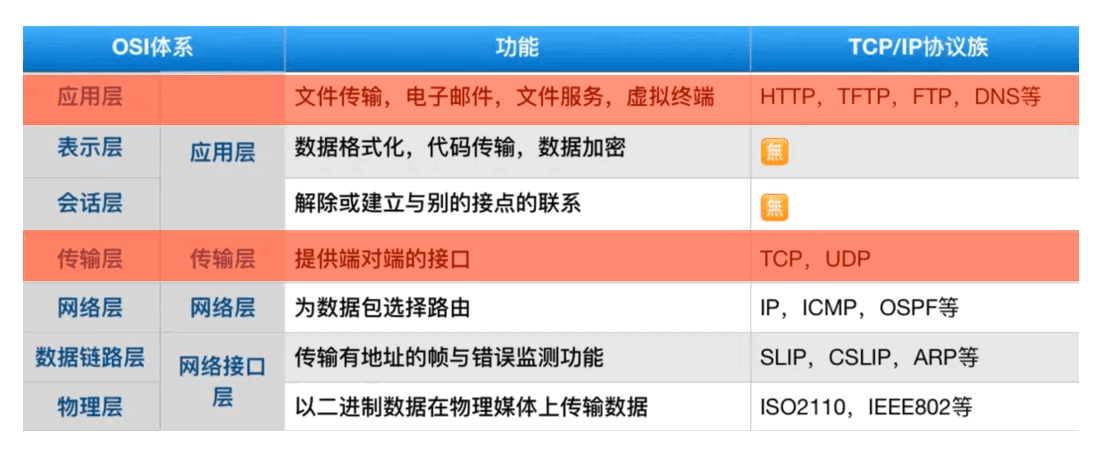 OSI体系 功能 TCP/IP协议族
应用层 文件传输，电子邮件，文件服务，虚拟终端 HTTP，TFTP，FTP，DNS等
表示层 应用层 数据格式化，代码传输，数据加密 無
会话层 解除或建立与别的接点的联系 無
传输层 传输层 提供端对端的接口 TCP，UDP
网络层 网络层 为数据包选择路由 IP，ICMP，OSPF等
数据链路层 网络接口 传输有地址的帧与错误监测功能 SLIP，CSLIP，ARP等
物理层 层 以二进制数据在物理媒体上传输数据 ISO2110，IEEE802等